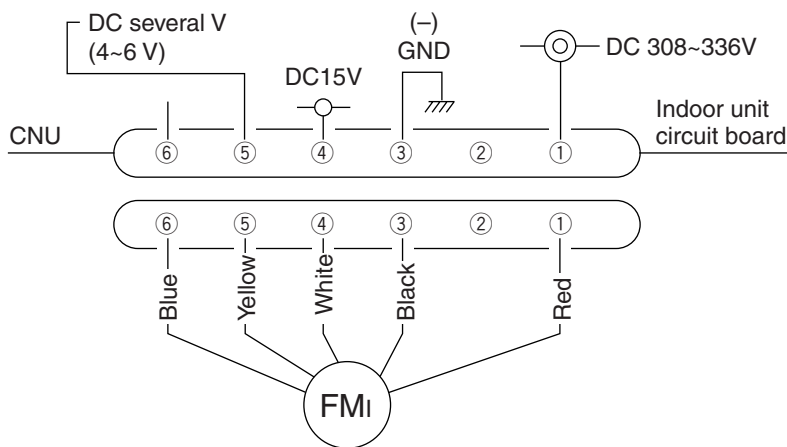 DC several V
(4~6 V)
DC15V
(–)
GND
DC 308~336V
CNU
Indoor unit
circuit board
⑥ ⑤ ④ ③ ② ①
⑥ ⑤ ④ ③ ② ①
Blue
Yellow
White
Black
Red
FMI